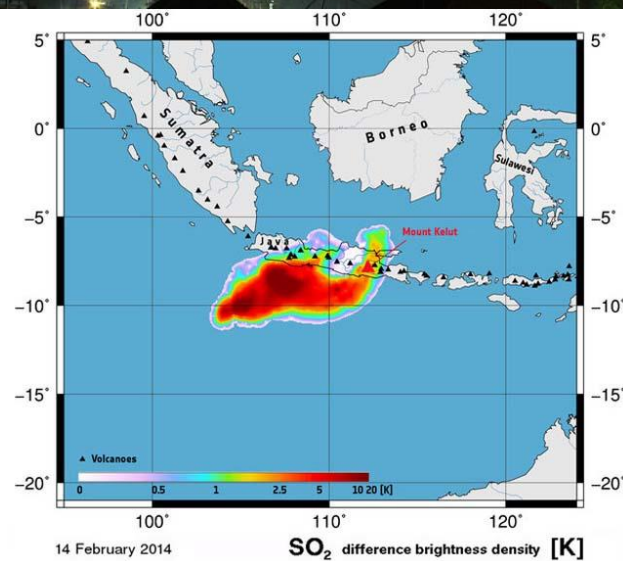 100° 110° 120°
5° 5°
Sumatra
Borneo
0° 0°
Sulawesi
-5° -5°
Mount Kelut
Java
-10° -10°
-15° -15°
▲ Volcanoes
-20° 0 0.5 1 2.5 5 10 20 [K] -20°
100° 110° 120°
14 February 2014 SO₂ difference brightness density [K]